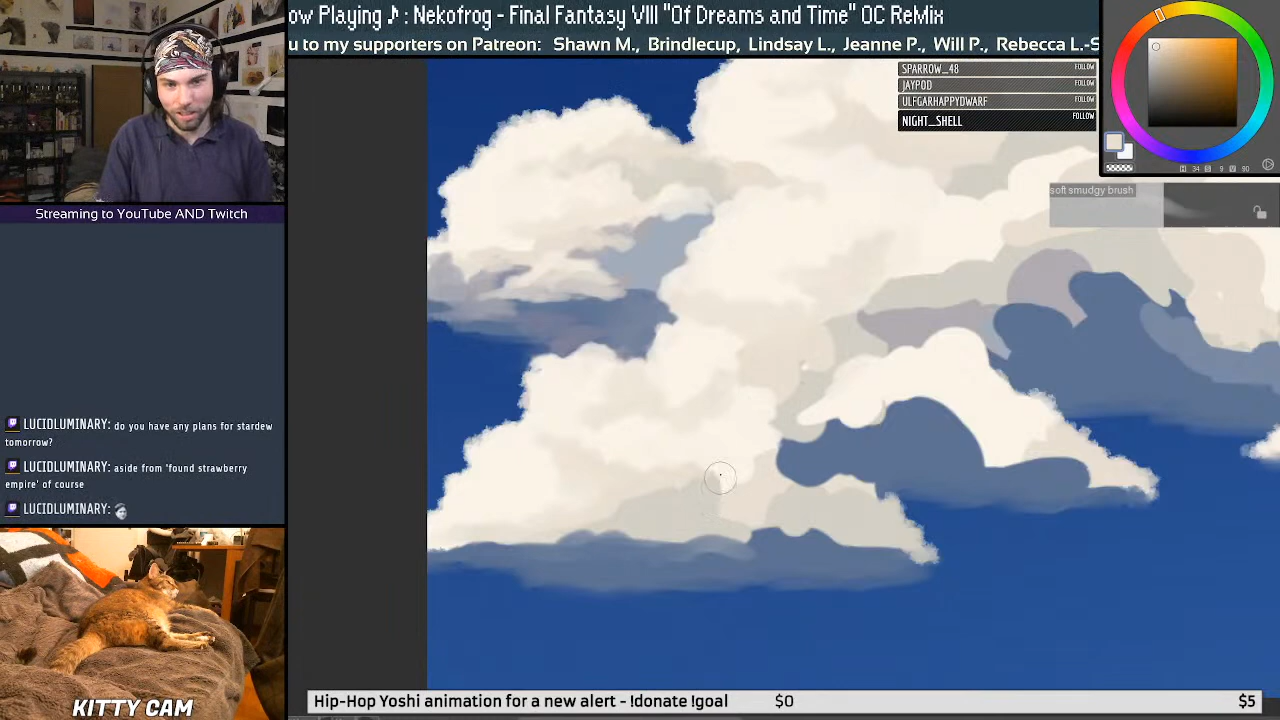 ow Playing ♪ : Nekofrog - Final Fantasy VIII "Of Dreams and Time" OC ReMix
u to my supporters on Patreon: Shawn M., Brindlecup, Lindsay L., Jeanne P., Will P., Rebecca L.-S
SPARROW_48 FOLLOW
JAYPOD FOLLOW
ULFGARHAPPYDWARF FOLLOW
NIGHT_SHELL FOLLOW
H 34 S 9 V 90
soft smudgy brush
Streaming to YouTube AND Twitch
LUCIDLUMINARY: do you have any plans for stardew
tomorrow?
LUCIDLUMINARY: aside from 'found strawberry
empire' of course
LUCIDLUMINARY:
KITTY CAM
Hip-Hop Yoshi animation for a new alert - !donate !goal $0 $5